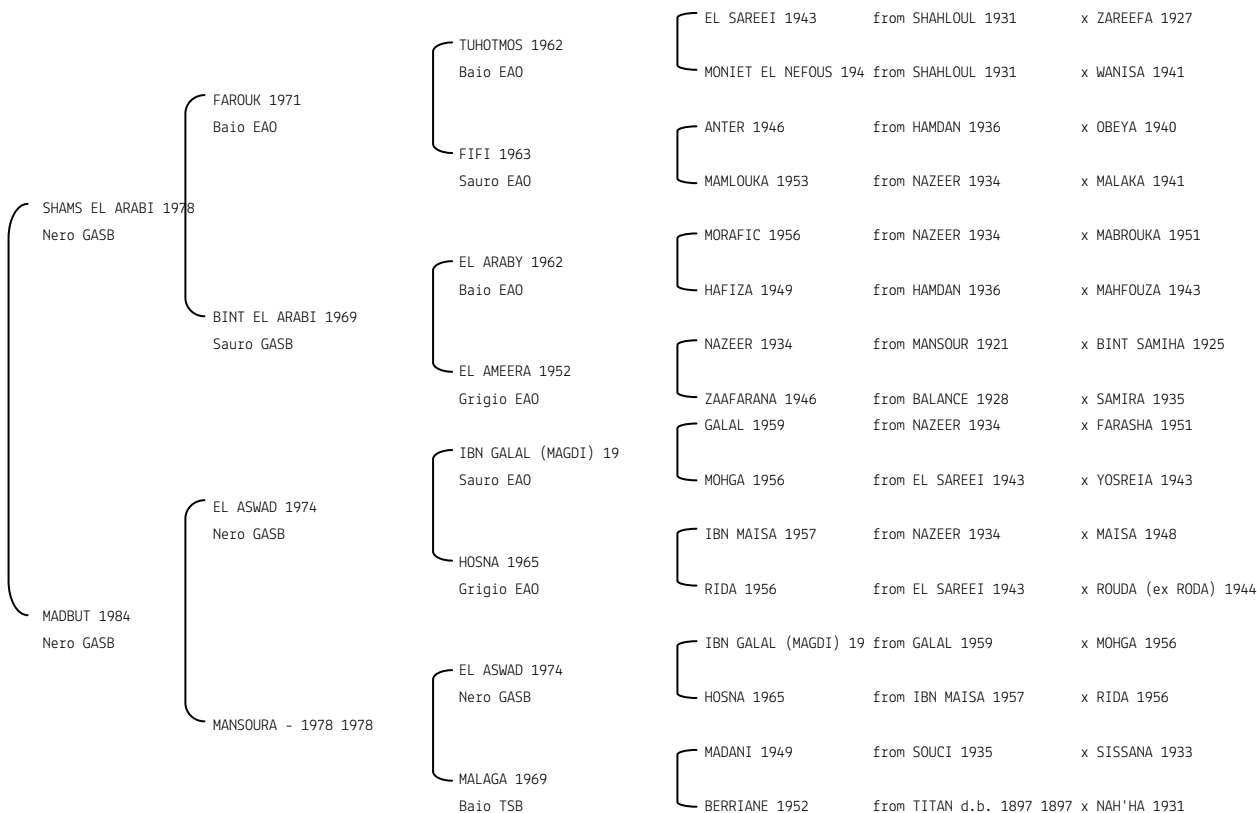 EL SAREEI 1943 from SHAHLOUL 1931 x ZAREEFA 1927
TUHOTMOS 1962
Baio EAO
MONIET EL NEFOUS 194 from SHAHLOUL 1931 x WANISA 1941
FAROUK 1971
Baio EAO
ANTER 1946 from HAMDAN 1936 x OBEYA 1940
FIFI 1963
Sauro EAO
MAMLOUKA 1953 from NAZEER 1934 x MALAKA 1941
SHAMS EL ARABI 1978
Nero GASB
MORAFIC 1956 from NAZEER 1934 x MABROUKA 1951
EL ARABY 1962
Baio EAO
HAFIZA 1949 from HAMDAN 1936 x MAHFOUZA 1943
BINT EL ARABI 1969
Sauro GASB
NAZEER 1934 from MANSOUR 1921 x BINT SAMIHA 1925
EL AMEERA 1952
Grigio EAO
ZAAFARANA 1946 from BALANCE 1928 x SAMIRA 1935
GALAL 1959 from NAZEER 1934 x FARASHA 1951
IBN GALAL (MAGDI) 19
Sauro EAO
MOHGA 1956 from EL SAREEI 1943 x YOSREIA 1943
EL ASWAD 1974
Nero GASB
IBN MAISA 1957 from NAZEER 1934 x MAISA 1948
HOSNA 1965
Grigio EAO
RIDA 1956 from EL SAREEI 1943 x ROUDA (ex RODA) 1944
MADBUT 1984
Nero GASB
IBN GALAL (MAGDI) 19 from GALAL 1959 x MOHGA 1956
EL ASWAD 1974
Nero GASB
HOSNA 1965 from IBN MAISA 1957 x RIDA 1956
MANSOURA - 1978 1978
MADANI 1949 from SOUCI 1935 x SISSANA 1933
MALAGA 1969
Baio TSB
BERRIANE 1952 from TITAN d.b. 1897 1897 x NAH'HA 1931